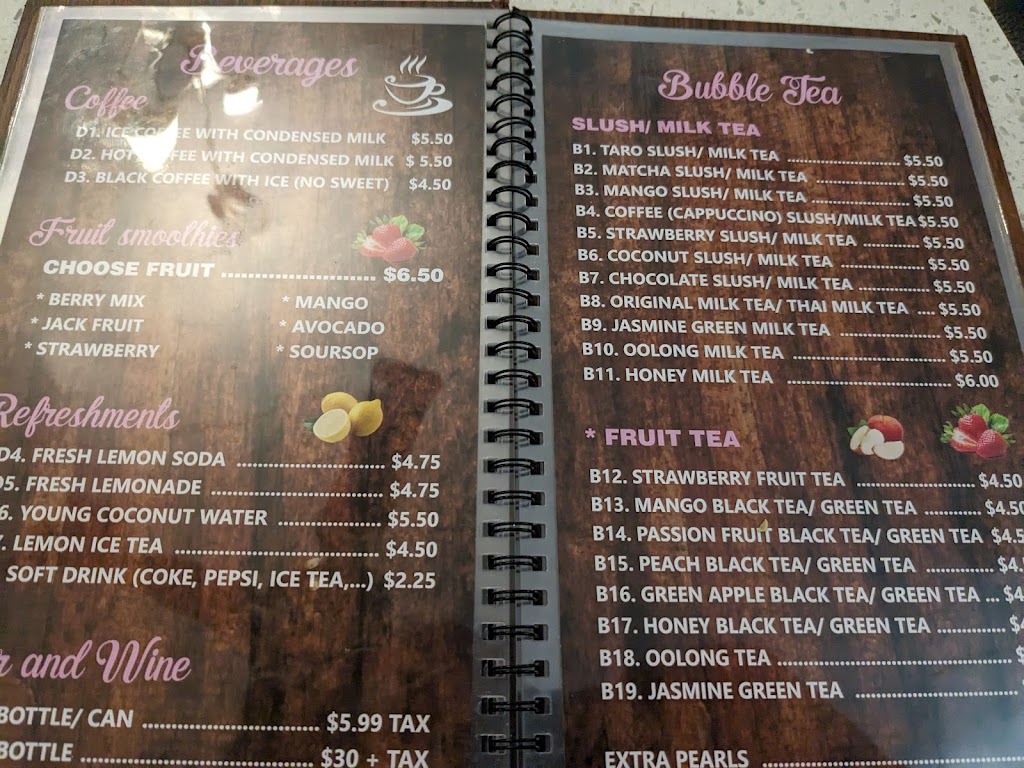 Beverages
Coffee
D1. ICE COFFEE WITH CONDENSED MILK $5.50
D2. HOT COFFEE WITH CONDENSED MILK $ 5.50
D3. BLACK COFFEE WITH ICE (NO SWEET) $4.50
Fruit smoothies
CHOOSE FRUIT ........................ $6.50
* BERRY MIX * MANGO
* JACK FRUIT * AVOCADO
* STRAWBERRY * SOURSOP
Refreshments
D4. FRESH LEMON SODA ........................... $4.75
D5. FRESH LEMONADE ............................... $4.75
6. YOUNG COCONUT WATER ................... $5.50
. LEMON ICE TEA ..................................... $4.50
SOFT DRINK (COKE, PEPSI, ICE TEA,...) $2.25
r and Wine
BOTTLE/ CAN ................................ $5.99 TAX
BOTTLE .......................................... $30 + TAX
Bubble Tea
SLUSH/ MILK TEA
B1. TARO SLUSH/ MILK TEA ........................ $5.50
B2. MATCHA SLUSH/ MILK TEA .................. $5.50
B3. MANGO SLUSH/ MILK TEA .................... $5.50
B4. COFFEE (CAPPUCCINO) SLUSH/MILK TEA $5.50
B5. STRAWBERRY SLUSH/ MILK TEA ............ $5.50
B6. COCONUT SLUSH/ MILK TEA ................. $5.50
B7. CHOCOLATE SLUSH/ MILK TEA .............. $5.50
B8. ORIGINAL MILK TEA/ THAI MILK TEA .... $5.50
B9. JASMINE GREEN MILK TEA ..................... $5.50
B10. OOLONG MILK TEA .............................. $5.50
B11. HONEY MILK TEA ................................ $6.00
* FRUIT TEA
B12. STRAWBERRY FRUIT TEA ..................... $4.50
B13. MANGO BLACK TEA/ GREEN TEA ........... $4.50
B14. PASSION FRUIT BLACK TEA/ GREEN TEA $4.5
B15. PEACH BLACK TEA/ GREEN TEA ............. $4.
B16. GREEN APPLE BLACK TEA/ GREEN TEA ... $4
B17. HONEY BLACK TEA/ GREEN TEA ............. $4
B18. OOLONG TEA ............................................ $
B19. JASMINE GREEN TEA ..............................
EXTRA PEARLS ................................................